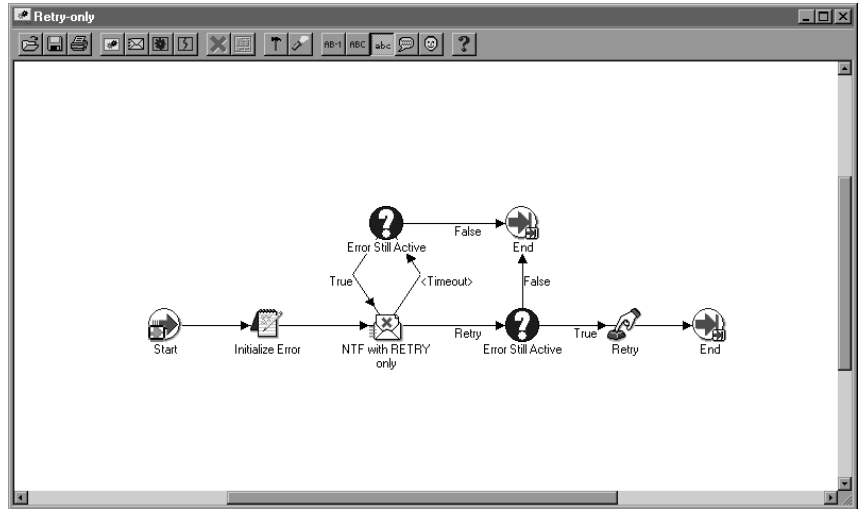 Retry-only
AB-1 ABC abc
Error Still Active
False
End
True
<Timeout>
False
Start
Initialize Error
NTF with RETRY
only
Retry
Error Still Active
True
Retry
End